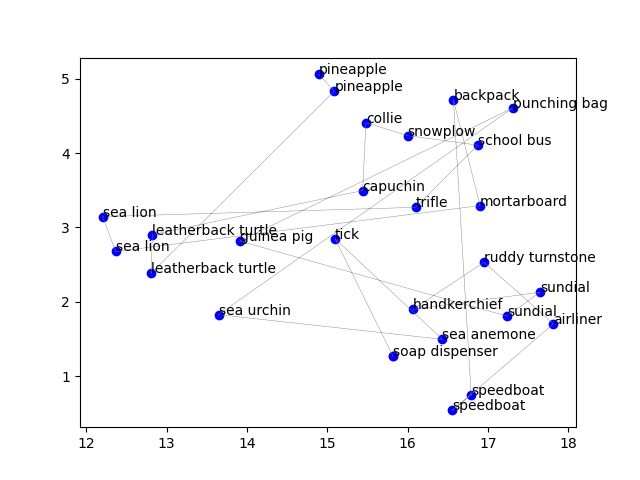 pineapple
pineapple
backpack
punching bag
collie
snowplow
school bus
capuchin
mortarboard
trifle
sea lion
leatherback turtle
guinea pig
tick
sea lion
leatherback turtle
ruddy turnstone
sundial
handkerchief
sundial
airliner
sea urchin
sea anemone
soap dispenser
speedboat
speedboat
5
4
3
2
1
12 13 14 15 16 17 18